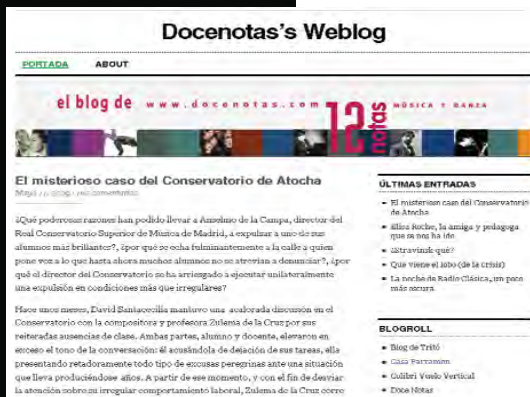 Docenotas's Weblog
PORTADA ABOUT
el blog de www.docenotas.com 12 notas MÚSICA Y DANZA
El misterioso caso del Conservatorio de Atocha
¿Qué poderosas razones han podido llevar a Anselmo de la Campa, director del
Real Conservatorio Superior de Música de Madrid, a expulsar a uno de sus
alumnos más brillantes?, ¿por qué se echa fulminantemente a la calle a quien
pone voz a lo que hasta ahora muchos alumnos no se atrevían a denunciar?, ¿por
qué el director del Conservatorio se ha arriesgado a ejecutar unilateralmente
una expulsión en condiciones más que irregulares?
Hace unos meses, David Santacecilia mantuvo una acalorada discusión en el
Conservatorio con la compositora y profesora Zulema de la Cruz por sus
reiteradas ausencias de clase. Ambas partes, alumno y docente, elevaron en
exceso el tono de la conversación: él acusándola de dejación de sus tareas, ella
presentando retadoramente todo tipo de excusas peregrinas ante una situación
que lleva produciéndose años. A partir de ese momento, y con el fin de desviar
la atención sobre su irregular comportamiento laboral, Zulema de la Cruz corre
ÚLTIMAS ENTRADAS
El misterioso caso del Conservatorio
de Atocha
Elisa Roche, la amiga y pedagoga
que se nos ha ido
¿Stravinsk qué?
Que viene el lobo (de la crisis)
La noche de Radio Clásica, un poco
más oscura.
BLOGROLL
Blog de Tritó
Casa Parramon
Colibrí Vuelo Vertical
Doce Notas